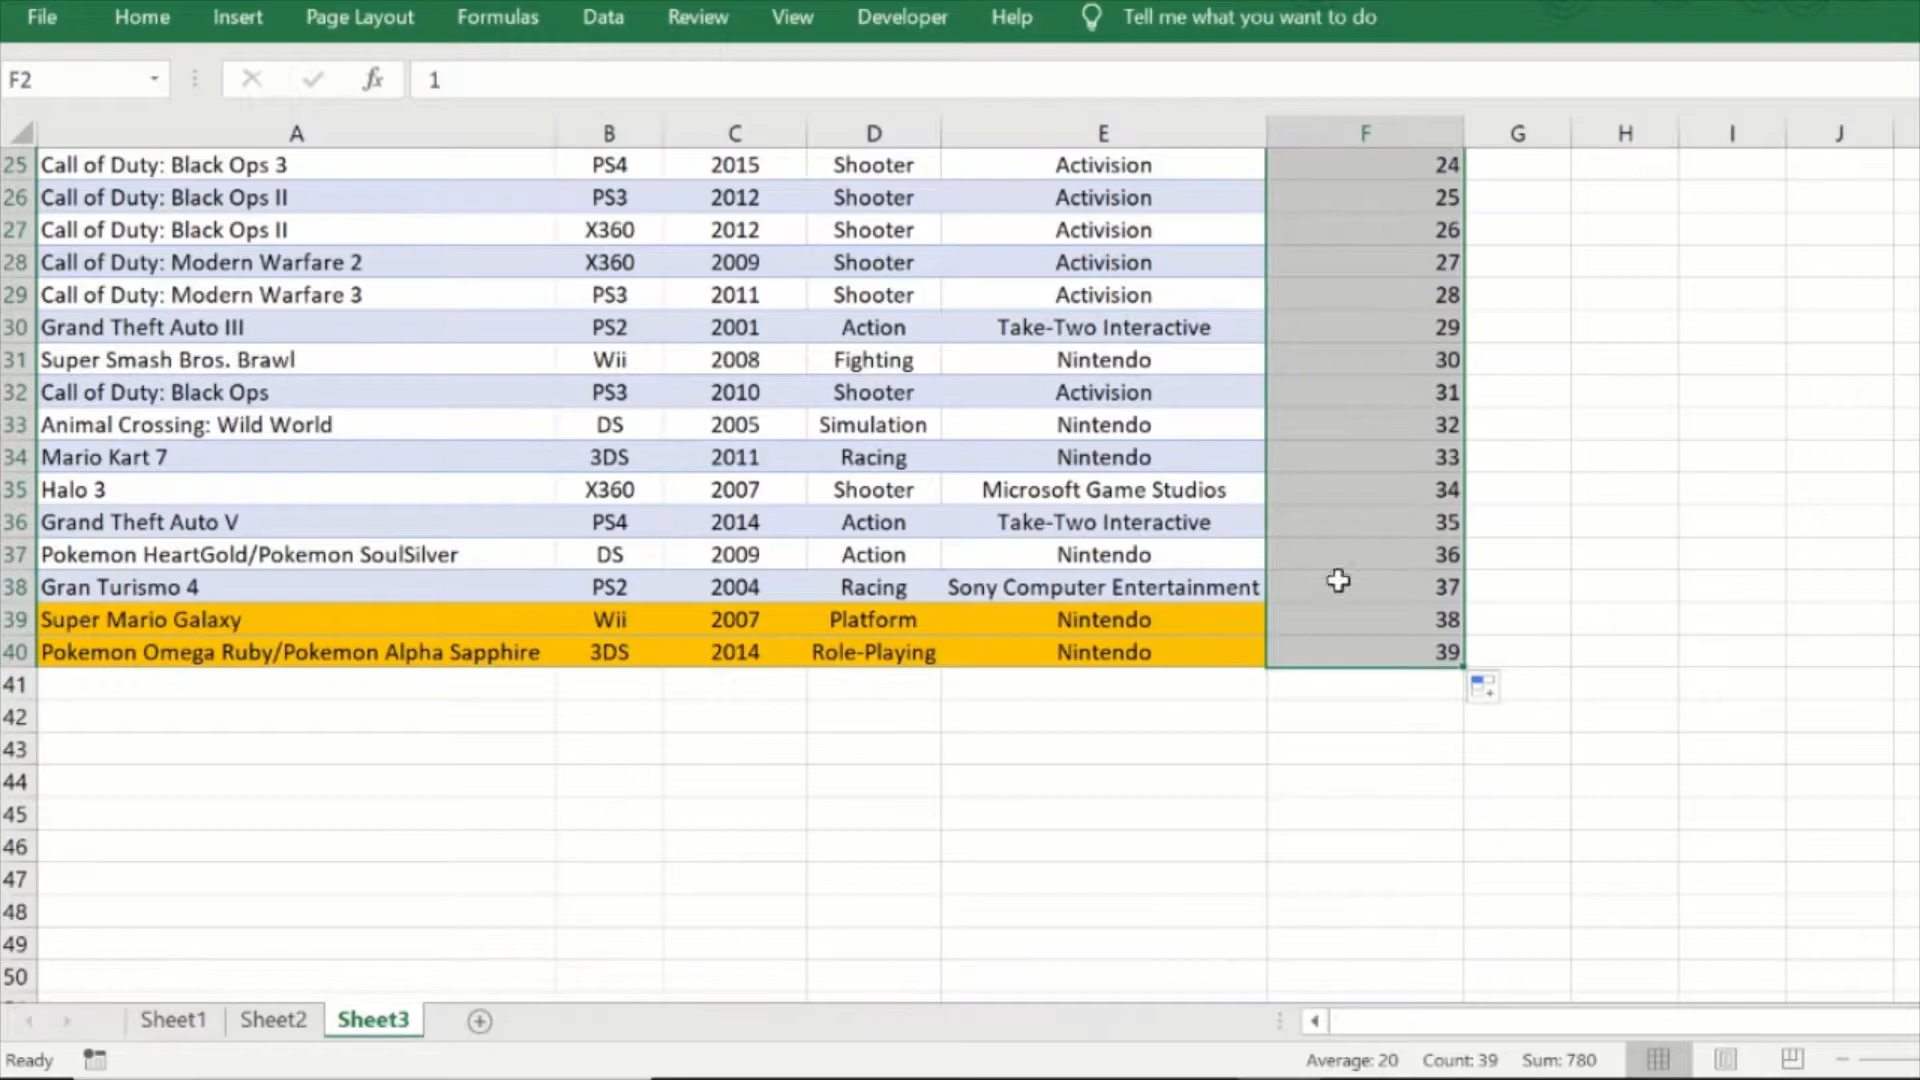 File Home Insert Page Layout Formulas Data Review View Developer Help Tell me what you want to do
F2 fx 1
A B C D E F G H I J
25 Call of Duty: Black Ops 3 PS4 2015 Shooter Activision 24
26 Call of Duty: Black Ops II PS3 2012 Shooter Activision 25
27 Call of Duty: Black Ops II X360 2012 Shooter Activision 26
28 Call of Duty: Modern Warfare 2 X360 2009 Shooter Activision 27
29 Call of Duty: Modern Warfare 3 PS3 2011 Shooter Activision 28
30 Grand Theft Auto III PS2 2001 Action Take-Two Interactive 29
31 Super Smash Bros. Brawl Wii 2008 Fighting Nintendo 30
32 Call of Duty: Black Ops PS3 2010 Shooter Activision 31
33 Animal Crossing: Wild World DS 2005 Simulation Nintendo 32
34 Mario Kart 7 3DS 2011 Racing Nintendo 33
35 Halo 3 X360 2007 Shooter Microsoft Game Studios 34
36 Grand Theft Auto V PS4 2014 Action Take-Two Interactive 35
37 Pokemon HeartGold/Pokemon SoulSilver DS 2009 Action Nintendo 36
38 Gran Turismo 4 PS2 2004 Racing Sony Computer Entertainment 37
39 Super Mario Galaxy Wii 2007 Platform Nintendo 38
40 Pokemon Omega Ruby/Pokemon Alpha Sapphire 3DS 2014 Role-Playing Nintendo 39
41
42
43
44
45
46
47
48
49
50
Sheet1 Sheet2 Sheet3
Ready Average: 20 Count: 39 Sum: 780